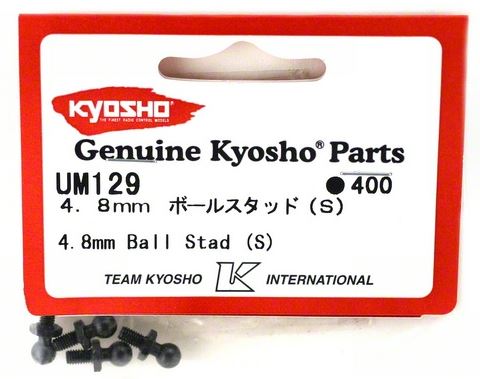 KYOSHO
THE FINEST RADIO CONTROL MODELS
Genuine Kyosho® Parts
UM129 ●400
4.8mm ボールスタッド(S)
4.8mm Ball Stad (S)
TEAM KYOSHO K INTERNATIONAL